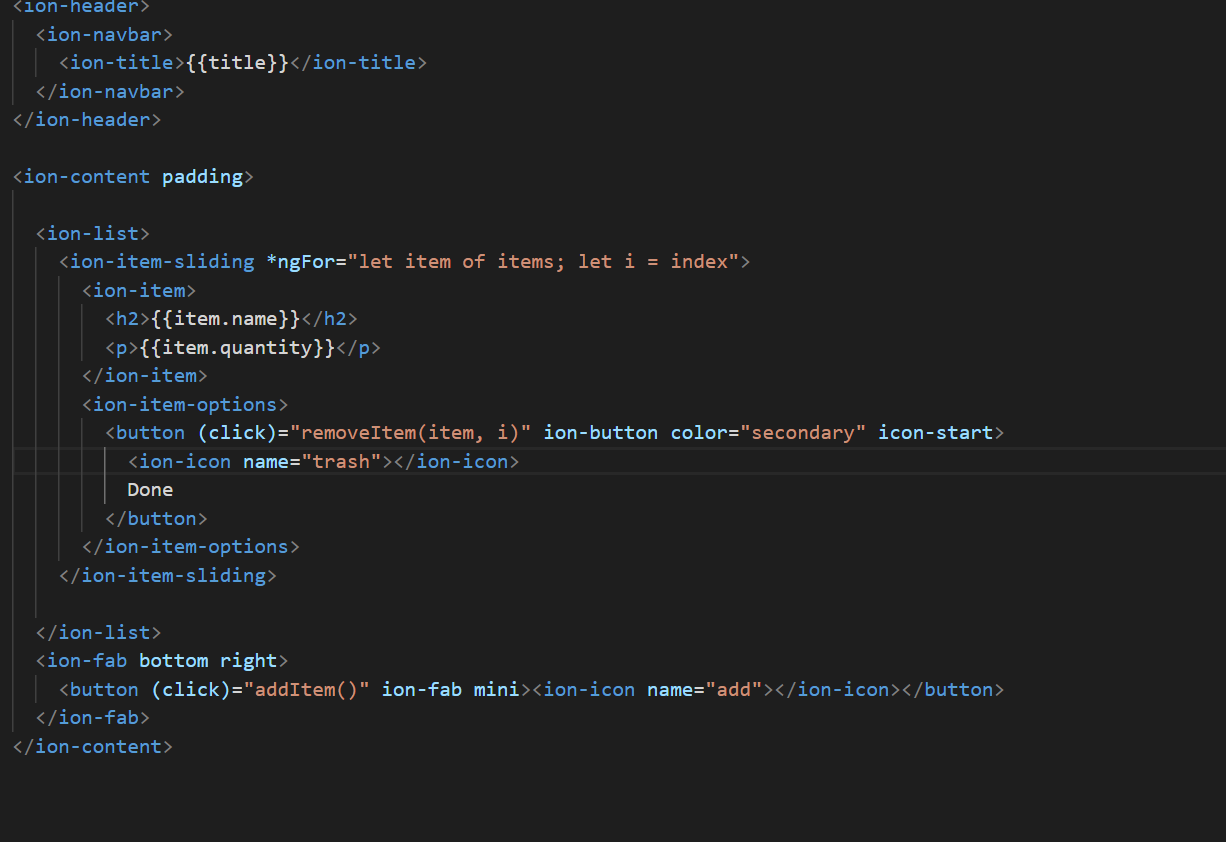 <ion-header>
<ion-navbar>
<ion-title>{{title}}</ion-title>
</ion-navbar>
</ion-header>
<ion-content padding>
<ion-list>
<ion-item-sliding *ngFor="let item of items; let i = index">
<ion-item>
<h2>{{item.name}}</h2>
<p>{{item.quantity}}</p>
</ion-item>
<ion-item-options>
<button (click)="removeItem(item, i)" ion-button color="secondary" icon-start>
<ion-icon name="trash"></ion-icon>
Done
</button>
</ion-item-options>
</ion-item-sliding>
</ion-list>
<ion-fab bottom right>
<button (click)="addItem()" ion-fab mini><ion-icon name="add"></ion-icon></button>
</ion-fab>
</ion-content>